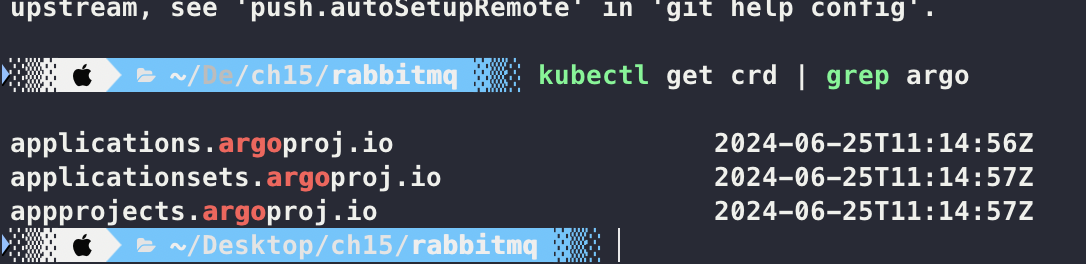 upstream, see 'push.autoSetupRemote' in 'git help config'.
~/De/ch15/rabbitmq kubectl get crd | grep argo
applications.argoproj.io 2024-06-25T11:14:56Z
applicationsets.argoproj.io 2024-06-25T11:14:57Z
appprojects.argoproj.io 2024-06-25T11:14:57Z
~/Desktop/ch15/rabbitmq